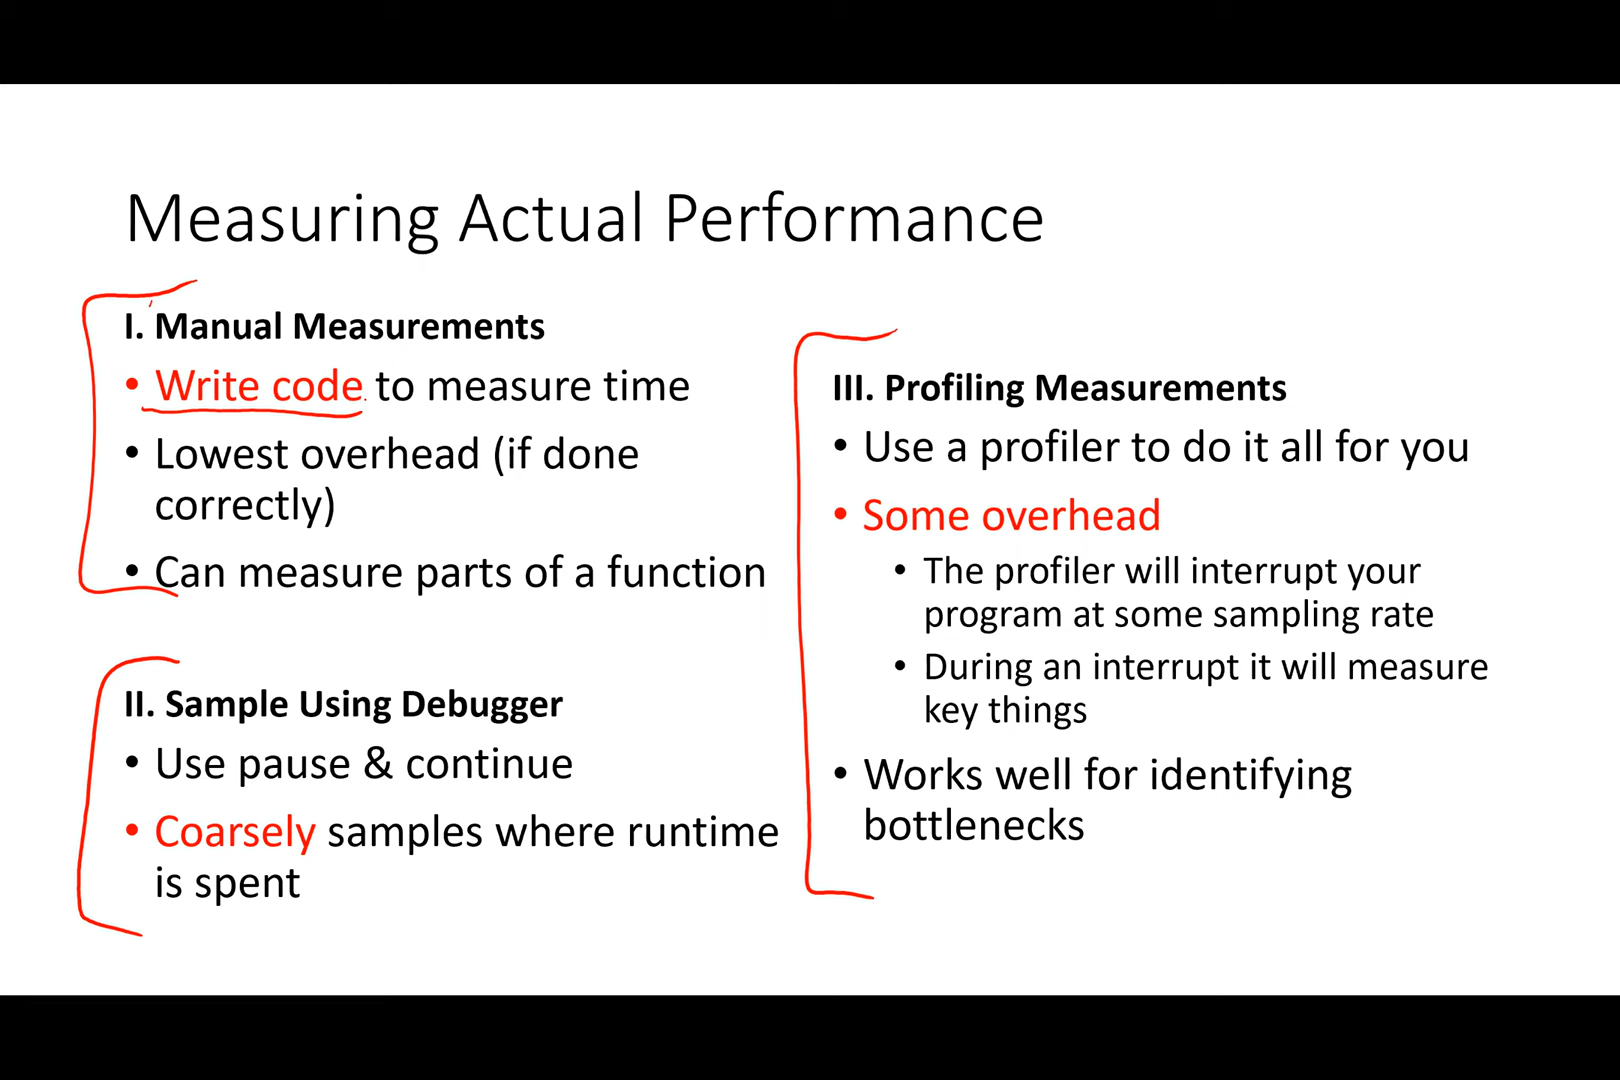 Measuring Actual Performance
I. Manual Measurements
• Write code to measure time
• Lowest overhead (if done
correctly)
• Can measure parts of a function
II. Sample Using Debugger
• Use pause & continue
• Coarsely samples where runtime
is spent
III. Profiling Measurements
• Use a profiler to do it all for you
• Some overhead
• The profiler will interrupt your
program at some sampling rate
• During an interrupt it will measure
key things
• Works well for identifying
bottlenecks